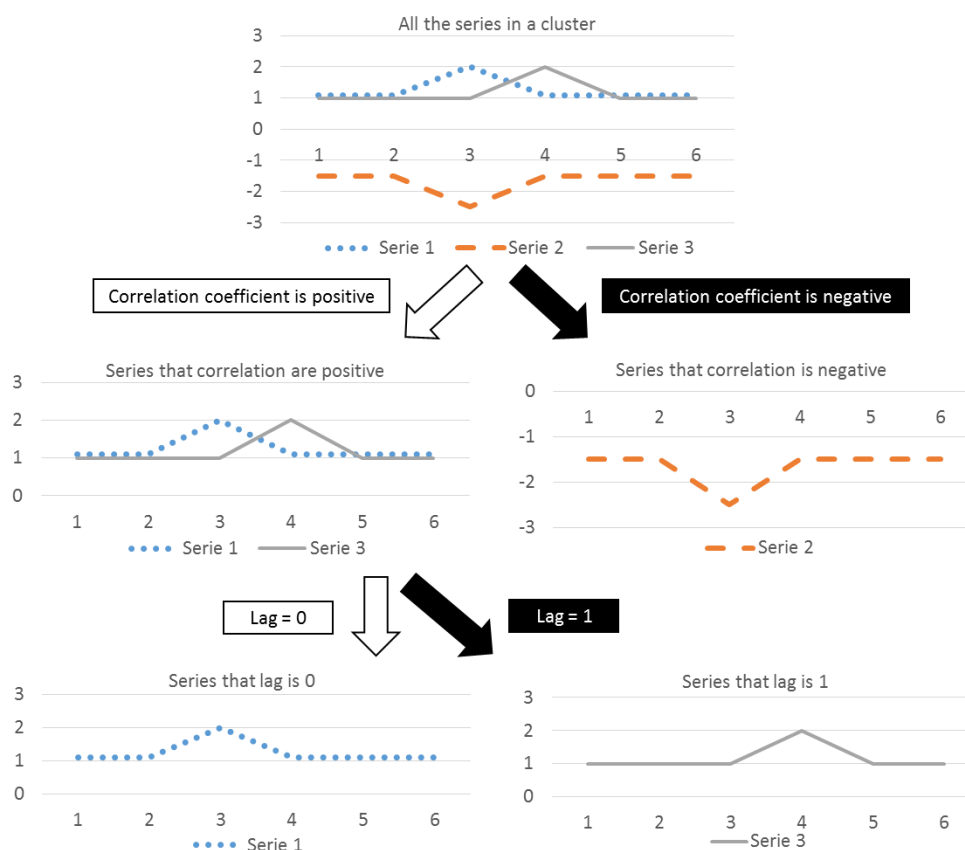 All the series in a cluster
3
2
1
0
-1
-2
-3
1 2 3 4 5 6
Serie 1 Serie 2 Serie 3
Correlation coefficient is positive
Correlation coefficient is negative
Series that correlation are positive
3
2
1
0
1 2 3 4 5 6
Serie 1 Serie 3
Series that correlation is negative
0
-1
-2
-3
1 2 3 4 5 6
Serie 2
Lag = 0
Lag = 1
Series that lag is 0
3
2
1
0
1 2 3 4 5 6
Serie 1
Series that lag is 1
3
2
1
0
1 2 3 4 5 6
Serie 3